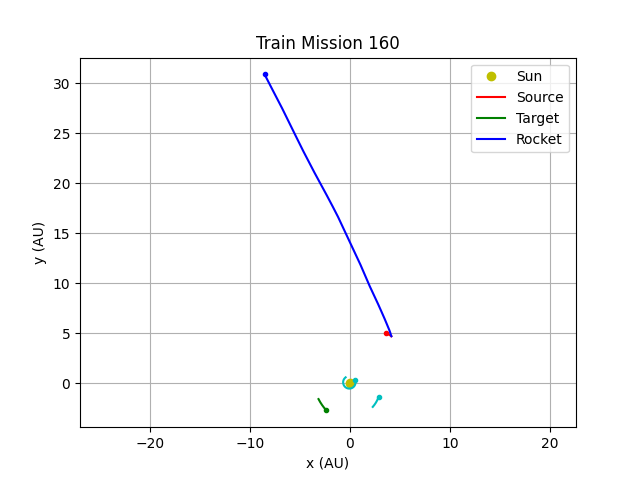 Train Mission 160
Sun
Source
Target
Rocket
30
25
20
15
10
5
0
y (AU)
−20
−10
0
10
20
x (AU)